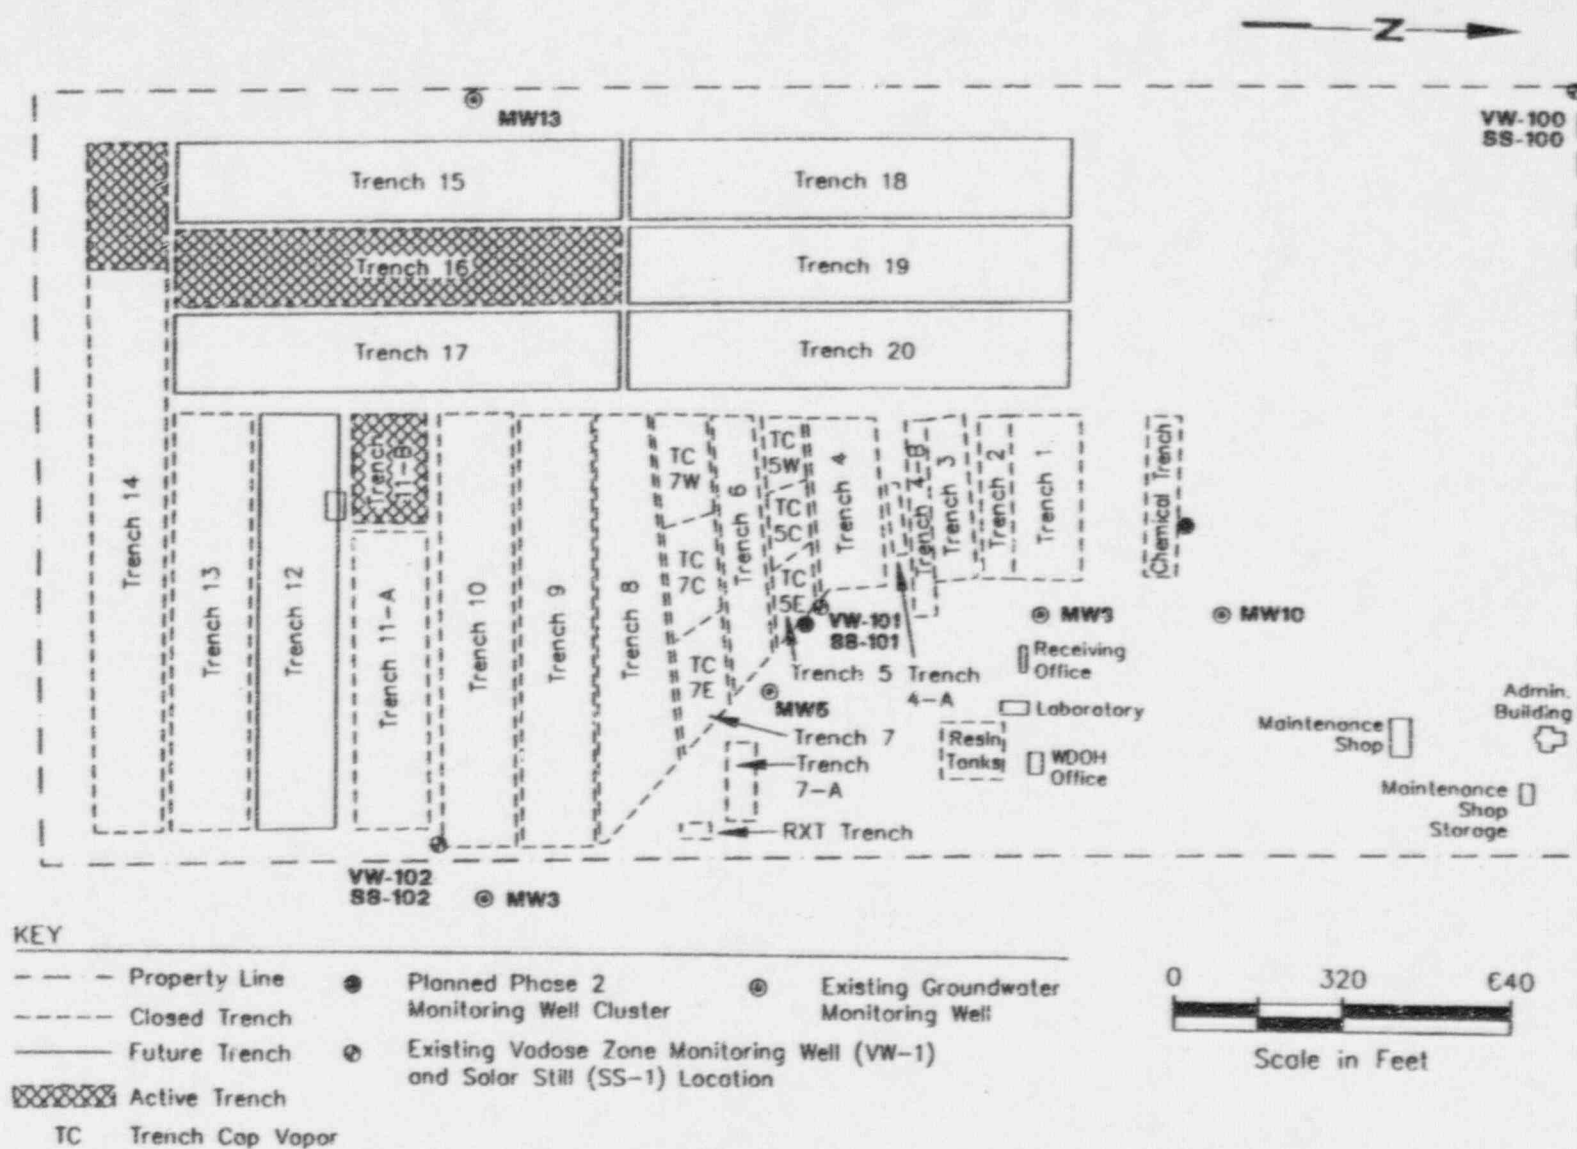 N
MW13
VW-100
SS-100
Trench 15
Trench 18
Trench 16
Trench 19
Trench 17
Trench 20
Trench 14
Trench 13
Trench 12
Trench
11-B
Trench 11-A
Trench 10
Trench 9
Trench 8
TC
7W
TC
7C
TC
7E
Trench 6
TC
5W
TC
5C
TC
5E
Trench 4
Trench 4-B
Trench 3
Trench 2
Trench 1
Chemical Trench
VW-101
SS-101
MW9
MW10
Trench 5
Trench
4-A
Receiving
Office
MW5
Laboratory
Trench 7
Trench
7-A
Resin
Tanks
WDOH
Office
RXT Trench
Maintenance
Shop
Admin.
Building
Maintenance
Shop
Storage
VW-102
SS-102
MW3
KEY
Property Line
Closed Trench
Future Trench
Active Trench
TC Trench Cap Vapor
Planned Phase 2
Monitoring Well Cluster
Existing Groundwater
Monitoring Well
Existing Vadose Zone Monitoring Well (VW-1)
and Solar Still (SS-1) Location
0 320 640
Scale in Feet